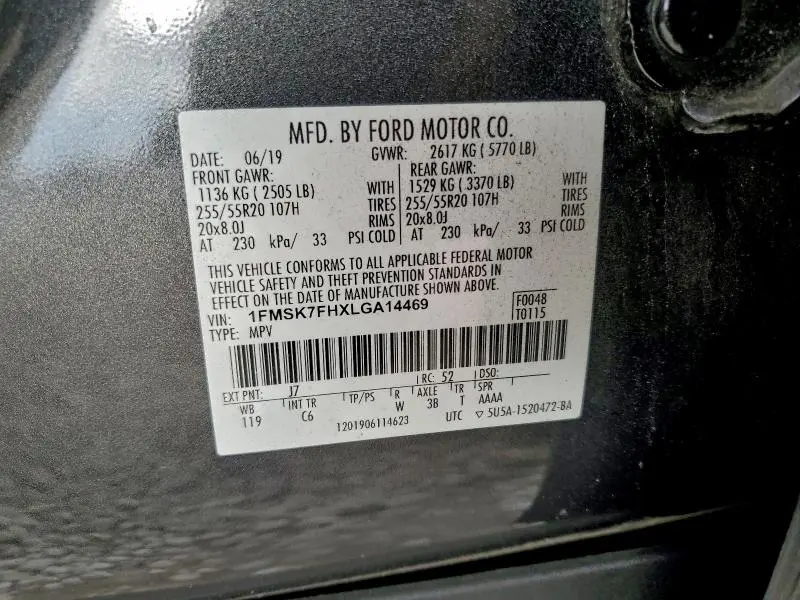 MFD. BY FORD MOTOR CO.
DATE: 06/19 GVWR: 2617 KG ( 5770 LB)
FRONT GAWR: REAR GAWR:
1136 KG ( 2505 LB) WITH 1529 KG ( 3370 LB) WITH
255/55R20 107H TIRES 255/55R20 107H TIRES
20x8.0J RIMS 20x8.0J RIMS
AT 230 kPa/ 33 PSI COLD AT 230 kPa/ 33 PSI COLD
THIS VEHICLE CONFORMS TO ALL APPLICABLE FEDERAL MOTOR
VEHICLE SAFETY AND THEFT PREVENTION STANDARDS IN
EFFECT ON THE DATE OF MANUFACTURE SHOWN ABOVE.
VIN: 1FMSK7FHXLGA14469 F0048
TYPE: MPV T0115
EXT PNT: J7 RC: 52 DSO:
WB INT TR TP/PS R AXLE TR SPR
119 C6 W 3B T AAAA
1201906114623 UTC ▽ 5U5A-1520472-BA